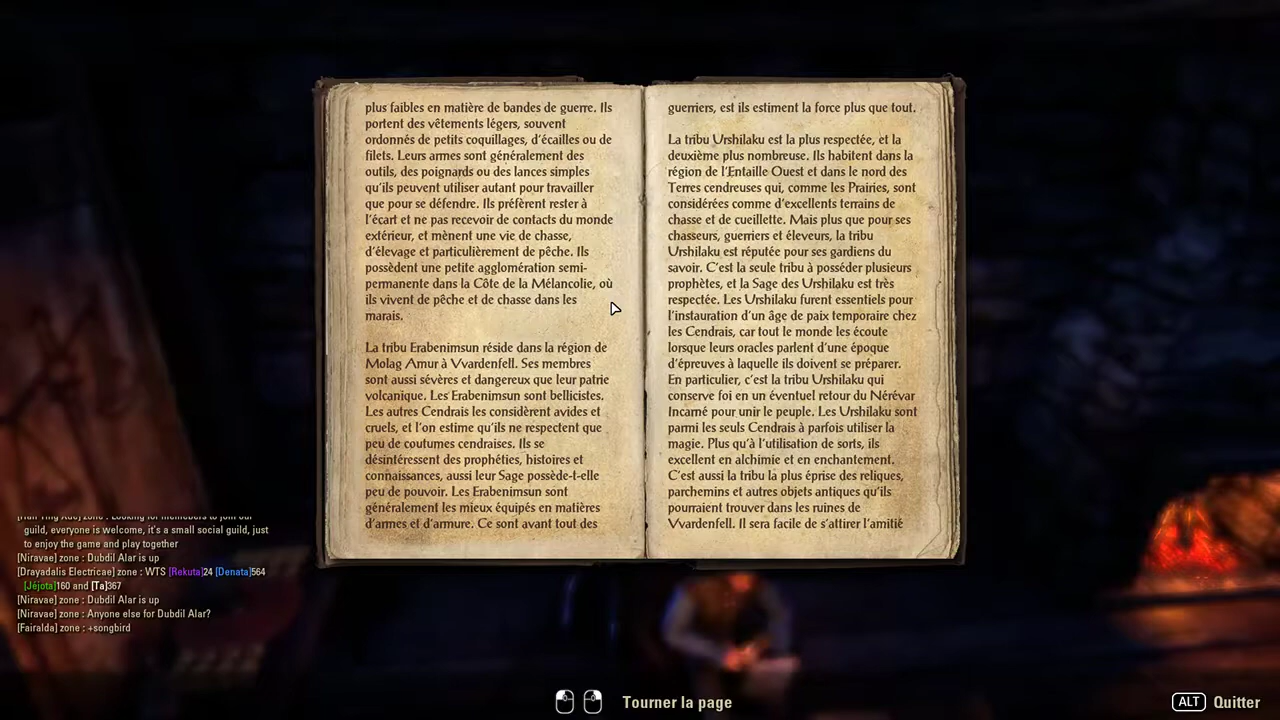 plus faibles en matière de bandes de guerre. Ils
portent des vêtements légers, souvent
ordonnés de petits coquillages, d'écailles ou de
filets. Leurs armes sont généralement des
outils, des poignards ou des lances simples
qu'ils peuvent utiliser autant pour travailler
que pour se défendre. Ils préfèrent rester à
l'écart et ne pas recevoir de contacts du monde
extérieur, et mènent une vie de chasse,
d'élevage et particulièrement de pêche. Ils
possèdent une petite agglomération semi-
permanente dans la Côte de la Mélancolie, où
ils vivent de pêche et de chasse dans les
marais.
La tribu Erabenimsun réside dans la région de
Molag Amur à Vvardenfell. Ses membres
sont aussi sévères et dangereux que leur patrie
volcanique. Les Erabenimsun sont bellicistes.
Les autres Cendrais les considèrent avides et
cruels, et l'on estime qu'ils ne respectent que
peu de coutumes cendraises. Ils se
désintéressent des prophéties, histoires et
connaissances, aussi leur Sage possède-t-elle
peu de pouvoir. Les Erabenimsun sont
généralement les mieux équipés en matières
d'armes et d'armure. Ce sont avant tout des
guerriers, est ils estiment la force plus que tout.
La tribu Urshilaku est la plus respectée, et la
deuxième plus nombreuse. Ils habitent dans la
région de l'Entaille Ouest et dans le nord des
Terres cendreuses qui, comme les Prairies, sont
considérées comme d'excellents terrains de
chasse et de cueillette. Mais plus que pour ses
chasseurs, guerriers et éleveurs, la tribu
Urshilaku est réputée pour ses gardiens du
savoir. C'est la seule tribu à posséder plusieurs
prophètes, et la Sage des Urshilaku est très
respectée. Les Urshilaku furent essentiels pour
l'instauration d'un âge de paix temporaire chez
les Cendrais, car tout le monde les écoute
lorsque leurs oracles parlent d'une époque
d'épreuves à laquelle ils doivent se préparer.
En particulier, c'est la tribu Urshilaku qui
conserve foi en un éventuel retour du Nérévar
Incarné pour unir le peuple. Les Urshilaku sont
parmi les seuls Cendrais à parfois utiliser la
magie. Plus qu'à l'utilisation de sorts, ils
excellent en alchimie et en enchantement.
C'est aussi la tribu la plus éprise des reliques,
parchemins et autres objets antiques qu'ils
pourraient trouver dans les ruines de
Vvardenfell. Il sera facile de s'attirer l'amitié
zone : Looking for memebers to join our
guild, everyone is welcome, it's a small social guild, just
to enjoy the game and play together
[Niravae] zone : Dubdil Alar is up
[Drayadalis Electricae] zone : WTS [Rekuta]24 [Denata]564
[Jéjota]160 and [Ta]367
[Niravae] zone : Dubdil Alar is up
[Niravae] zone : Anyone else for Dubdil Alar?
[Fairalda] zone : +songbird
Tourner la page
ALT Quitter